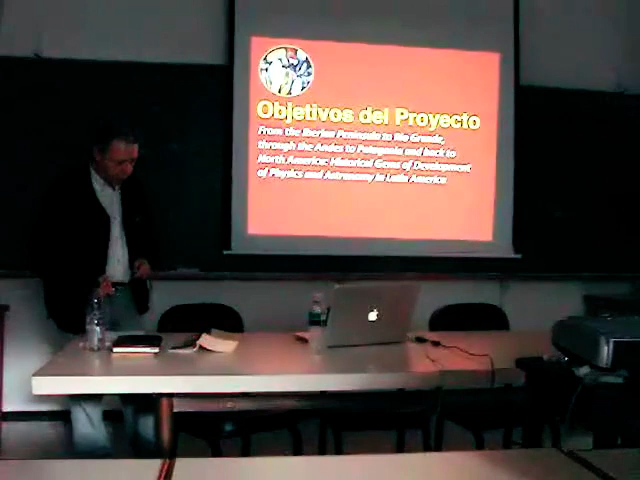 Objetivos del Proyecto
From the Iberian Peninsula to Rio Grande,
through the Andes to Patagonia and back to
North America: Historical Gems of Development
of Physics and Astronomy in Latin America